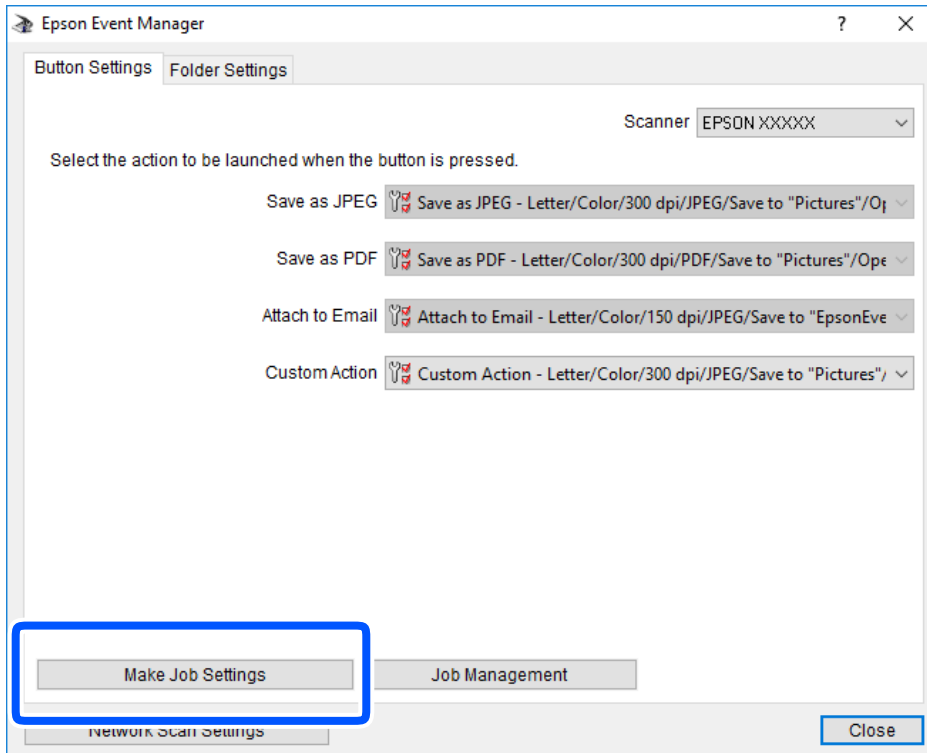 Epson Event Manager
Button Settings Folder Settings
Scanner EPSON XXXXX
Select the action to be launched when the button is pressed.
Save as JPEG Save as JPEG - Letter/Color/300 dpi/JPEG/Save to "Pictures"/Op
Save as PDF Save as PDF - Letter/Color/300 dpi/PDF/Save to "Pictures"/Ope
Attach to Email Attach to Email - Letter/Color/150 dpi/JPEG/Save to "EpsonEve
Custom Action Custom Action - Letter/Color/300 dpi/JPEG/Save to "Pictures"/
Make Job Settings Job Management
Network Scan Settings Close